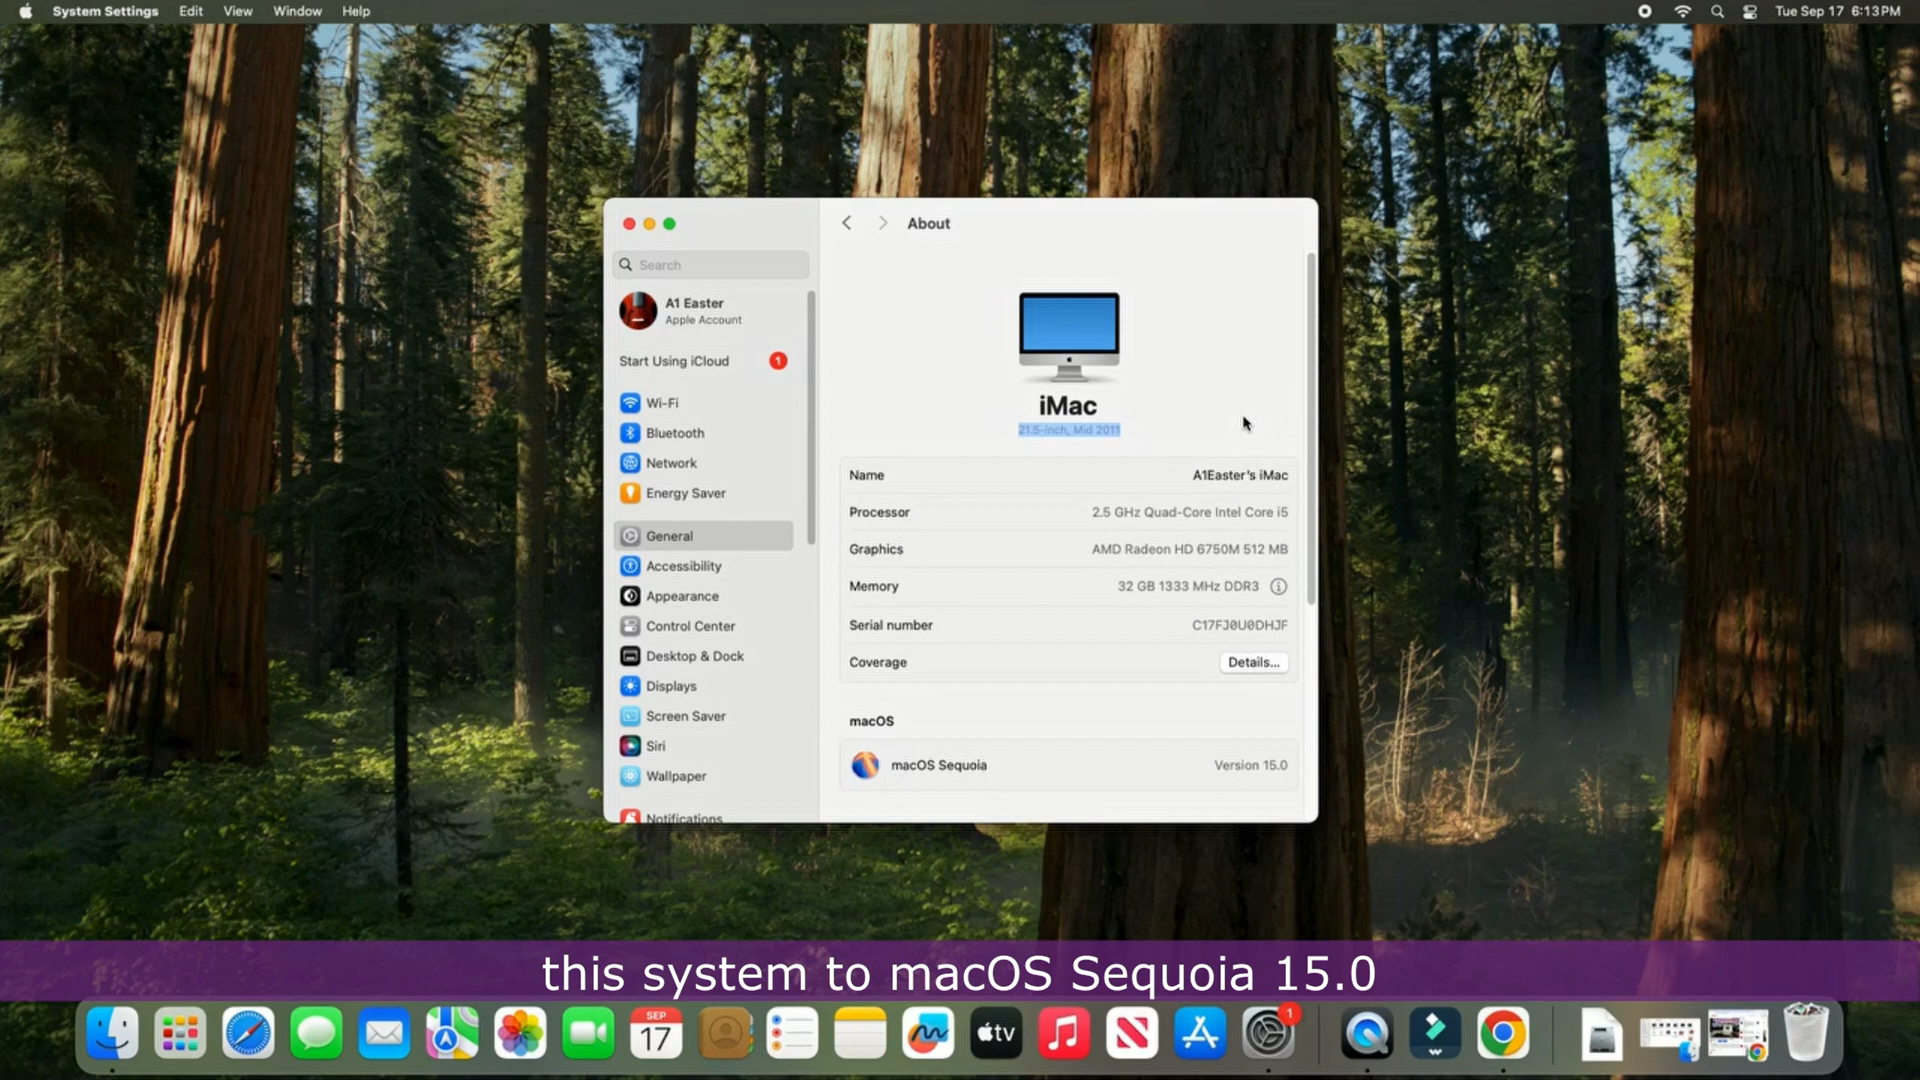 System Settings Edit View Window Help
Tue Sep 17 6:13 PM
About
Search
A1 Easter
Apple Account
Start Using iCloud 1
Wi-Fi
Bluetooth
Network
Energy Saver
General
Accessibility
Appearance
Control Center
Desktop & Dock
Displays
Screen Saver
Siri
Wallpaper
Notifications
iMac
21.5-inch, Mid 2011
Name A1Easter's iMac
Processor 2.5 GHz Quad-Core Intel Core i5
Graphics AMD Radeon HD 6750M 512 MB
Memory 32 GB 1333 MHz DDR3
Serial number C17FJ0U0DHJF
Coverage Details...
macOS
macOS Sequoia Version 15.0
this system to macOS Sequoia 15.0
SEP
17
tv
1